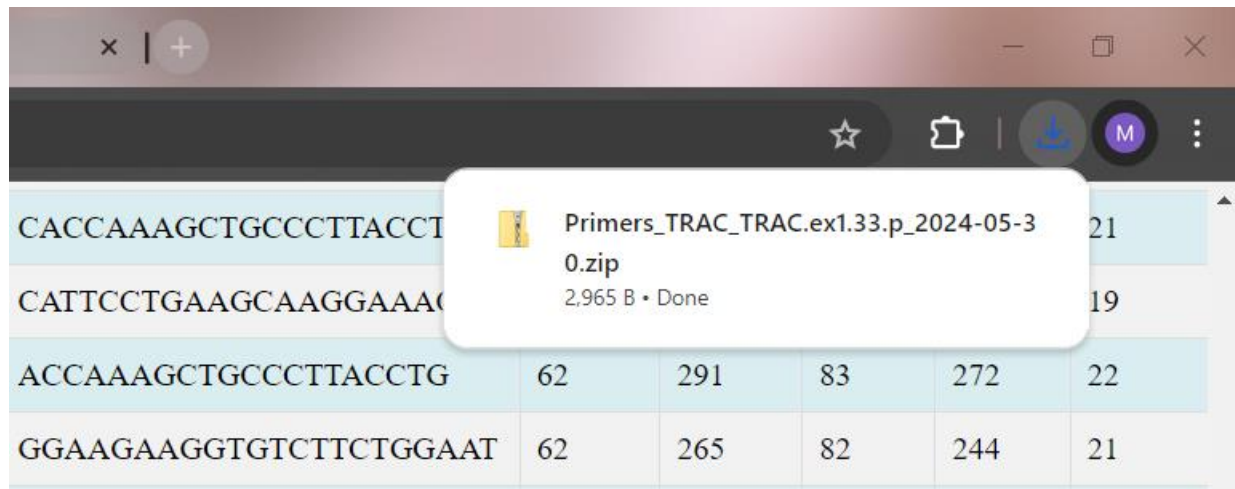 M
Primers_TRAC_TRAC.ex1.33.p_2024-05-3
0.zip
2,965 B • Done
CACCAAAGCTGCCCTTACCT 21
CATTCCTGAAGCAAGGAAA 19
ACCAAAGCTGCCCTTACCTG 62 291 83 272 22
GGAAGAAGGTGTCTTCTGGAAT 62 265 82 244 21